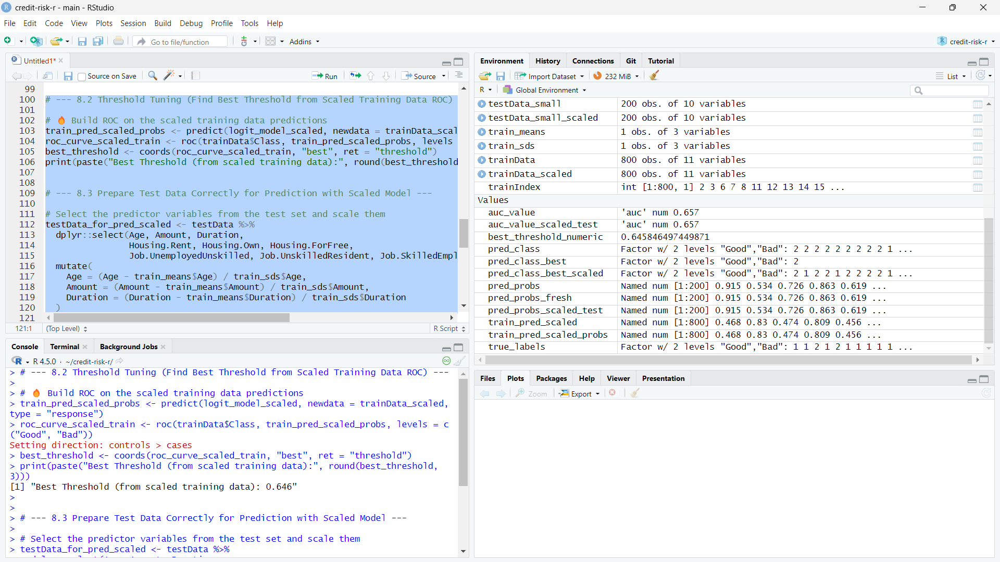 credit-risk-r - main - RStudio
File Edit Code View Plots Session Build Debug Profile Tools Help
Go to file/function Addins credit-risk-r
Untitled1*
Source on Save Run Source
99
100 # --- 8.2 Threshold Tuning (Find Best Threshold from Scaled Training Data ROC)
101
102 # 🔥 Build ROC on the scaled training data predictions
103 train_pred_scaled_probs <- predict(logit_model_scaled, newdata = trainData_scal
104 roc_curve_scaled_train <- roc(trainData$Class, train_pred_scaled_probs, levels
105 best_threshold <- coords(roc_curve_scaled_train, "best", ret = "threshold")
106 print(paste("Best Threshold (from scaled training data):", round(best_threshold
107
108
109 # --- 8.3 Prepare Test Data Correctly for Prediction with Scaled Model ---
110
111 # Select the predictor variables from the test set and scale them
112 testData_for_pred_scaled <- testData %>%
113 dplyr::select(Age, Amount, Duration,
114 Housing.Rent, Housing.Own, Housing.ForFree,
115 Job.UnemployedUnskilled, Job.UnskilledResident, Job.SkilledEmpl
116 mutate(
117 Age = (Age - train_means$Age) / train_sds$Age,
118 Amount = (Amount - train_means$Amount) / train_sds$Amount,
119 Duration = (Duration - train_means$Duration) / train_sds$Duration
120 )
121
121:1 (Top Level) R Script
Console Terminal Background Jobs
R 4.5.0 · ~/credit-risk-r/
> # --- 8.2 Threshold Tuning (Find Best Threshold from Scaled Training Data ROC) ---
>
> # 🔥 Build ROC on the scaled training data predictions
> train_pred_scaled_probs <- predict(logit_model_scaled, newdata = trainData_scaled,
type = "response")
> roc_curve_scaled_train <- roc(trainData$Class, train_pred_scaled_probs, levels = c
("Good", "Bad"))
Setting direction: controls > cases
> best_threshold <- coords(roc_curve_scaled_train, "best", ret = "threshold")
> print(paste("Best Threshold (from scaled training data):", round(best_threshold,
3)))
[1] "Best Threshold (from scaled training data): 0.646"
>
>
> # --- 8.3 Prepare Test Data Correctly for Prediction with Scaled Model ---
>
> # Select the predictor variables from the test set and scale them
> testData_for_pred_scaled <- testData %>%
Environment History Connections Git Tutorial
Import Dataset 232 MiB List
R Global Environment
testData_small 200 obs. of 10 variables
testData_small_scaled 200 obs. of 10 variables
train_means 1 obs. of 3 variables
train_sds 1 obs. of 3 variables
trainData 800 obs. of 11 variables
trainData_scaled 800 obs. of 11 variables
trainIndex int [1:800, 1] 2 3 6 7 8 11 12 13 14 15 ...
Values
auc_value 'auc' num 0.657
auc_value_scaled_test 'auc' num 0.657
best_threshold_numeric 0.645846497449871
pred_class Factor w/ 2 levels "Good","Bad": 2 2 2 2 2 2 2 2 2 1 ...
pred_class_best Factor w/ 2 levels "Good","Bad": 2
pred_class_best_scaled Factor w/ 2 levels "Good","Bad": 2 1 2 2 1 2 2 2 2 1 ...
pred_probs Named num [1:200] 0.915 0.534 0.726 0.863 0.619 ...
pred_probs_fresh Named num [1:200] 0.915 0.534 0.726 0.863 0.619 ...
pred_probs_scaled_test Named num [1:200] 0.915 0.534 0.726 0.863 0.619 ...
train_pred_scaled Named num [1:800] 0.468 0.83 0.474 0.809 0.456 ...
train_pred_scaled_probs Named num [1:800] 0.468 0.83 0.474 0.809 0.456 ...
true_labels Factor w/ 2 levels "Good","Bad": 1 1 2 1 2 1 1 1 1 1 ...
Files Plots Packages Help Viewer Presentation
Zoom Export